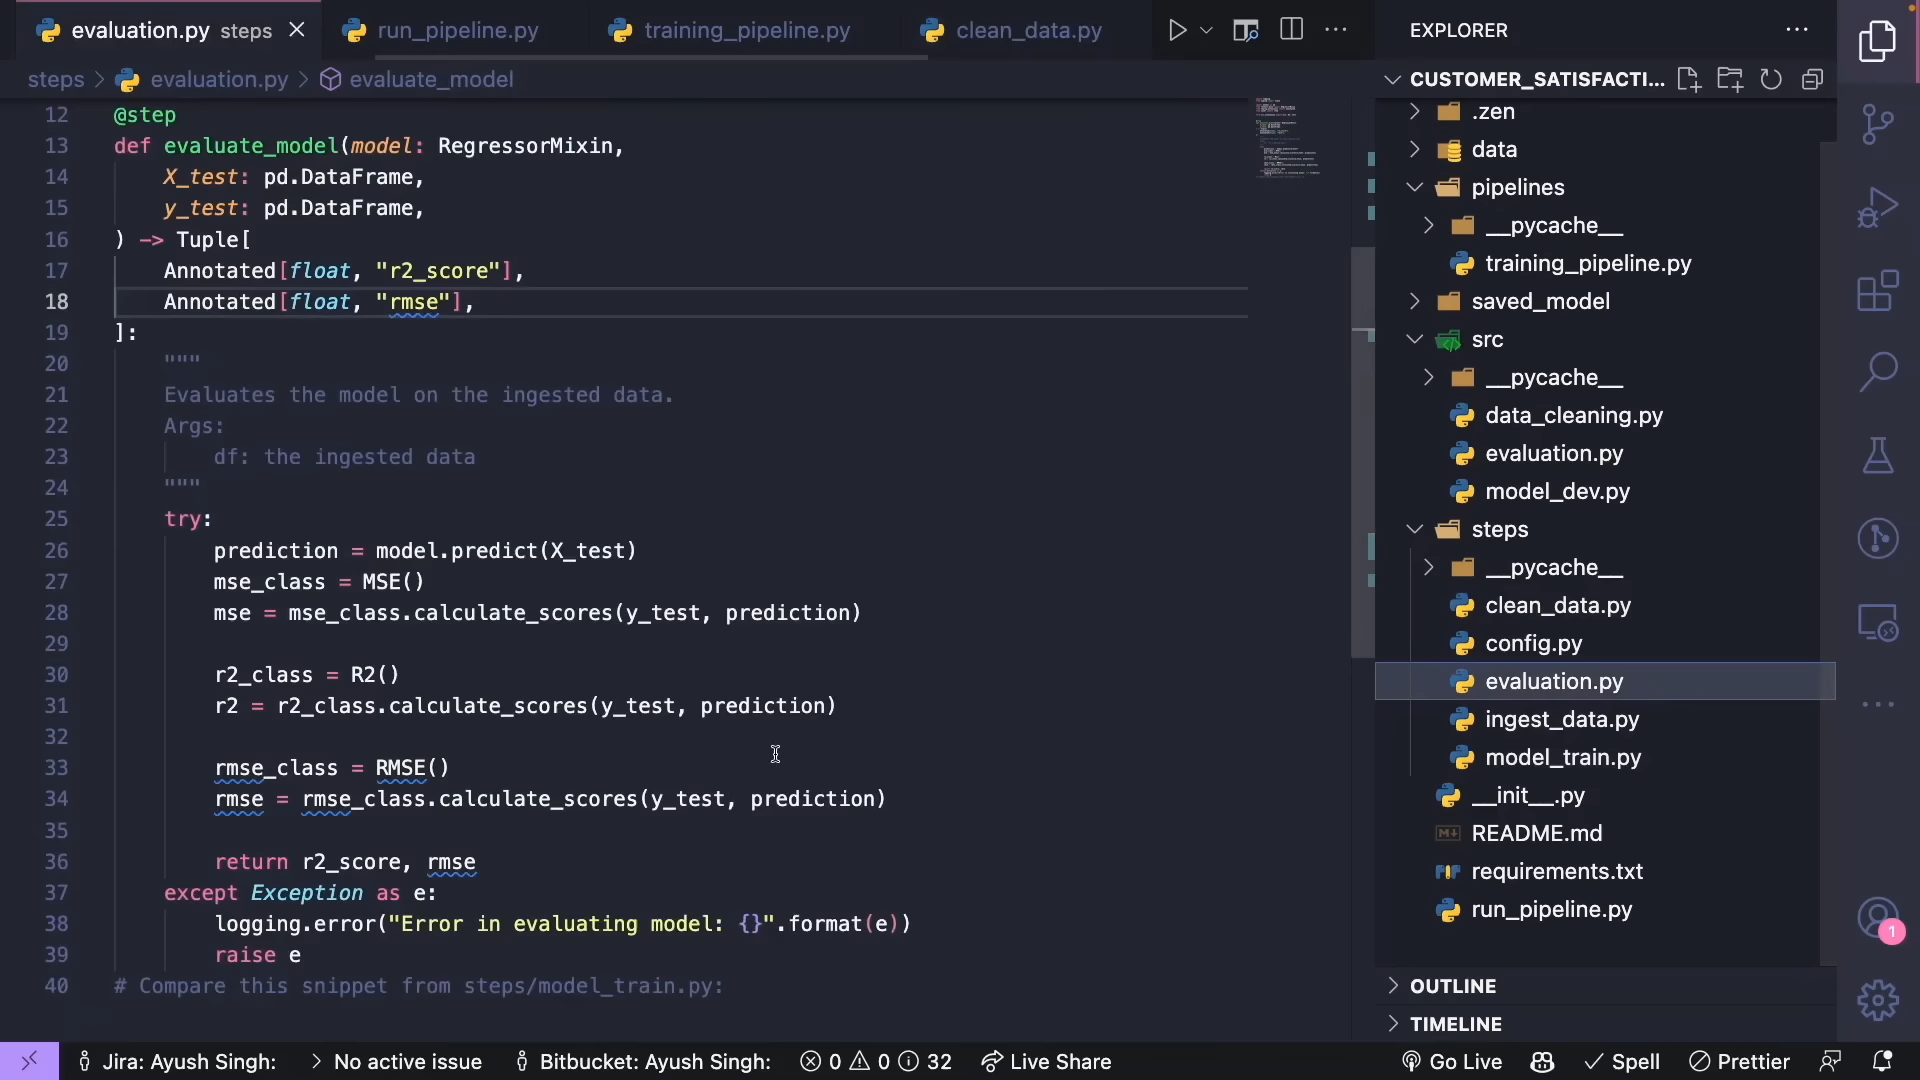 evaluation.py steps
run_pipeline.py
training_pipeline.py
clean_data.py
steps > evaluation.py > evaluate_model
12 @step
13 def evaluate_model(model: RegressorMixin,
14 X_test: pd.DataFrame,
15 y_test: pd.DataFrame,
16 ) -> Tuple[
17 Annotated[float, "r2_score"],
18 Annotated[float, "rmse"],
19 ]:
20 """
21 Evaluates the model on the ingested data.
22 Args:
23 df: the ingested data
24 """
25 try:
26 prediction = model.predict(X_test)
27 mse_class = MSE()
28 mse = mse_class.calculate_scores(y_test, prediction)
29
30 r2_class = R2()
31 r2 = r2_class.calculate_scores(y_test, prediction)
32
33 rmse_class = RMSE()
34 rmse = rmse_class.calculate_scores(y_test, prediction)
35
36 return r2_score, rmse
37 except Exception as e:
38 logging.error("Error in evaluating model: {}".format(e))
39 raise e
40 # Compare this snippet from steps/model_train.py:
EXPLORER
CUSTOMER_SATISFACTI...
.zen
data
pipelines
__pycache__
training_pipeline.py
saved_model
src
__pycache__
data_cleaning.py
evaluation.py
model_dev.py
steps
__pycache__
clean_data.py
config.py
evaluation.py
ingest_data.py
model_train.py
__init__.py
README.md
requirements.txt
run_pipeline.py
OUTLINE
TIMELINE
1
Jira: Ayush Singh: > No active issue Bitbucket: Ayush Singh: 0 0 32 Live Share Go Live Spell Prettier